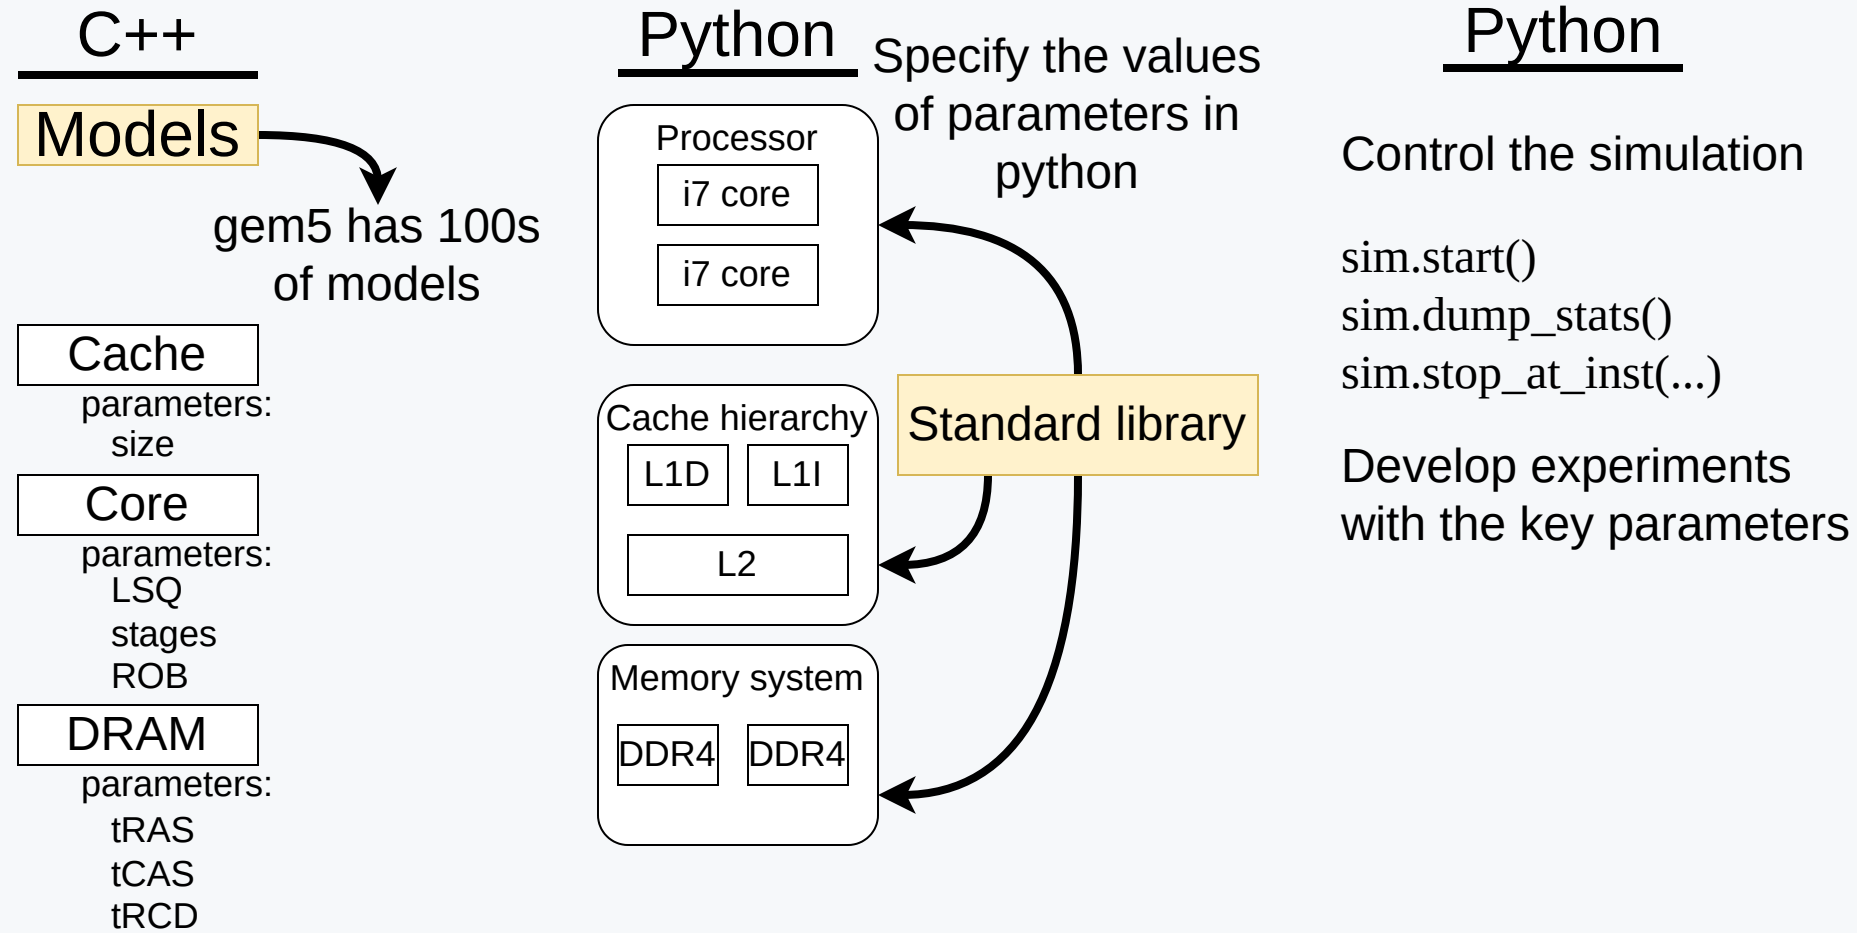 C++
Models
gem5 has 100s
of models
Cache
parameters:
size
Core
parameters:
LSQ
stages
ROB
DRAM
parameters:
tRAS
tCAS
tRCD
Python
Specify the values
of parameters in
python
Processor
i7 core
i7 core
Cache hierarchy
L1D L1I
L2
Memory system
DDR4 DDR4
Standard library
Python
Control the simulation
sim.start()
sim.dump_stats()
sim.stop_at_inst(...)
Develop experiments
with the key parameters